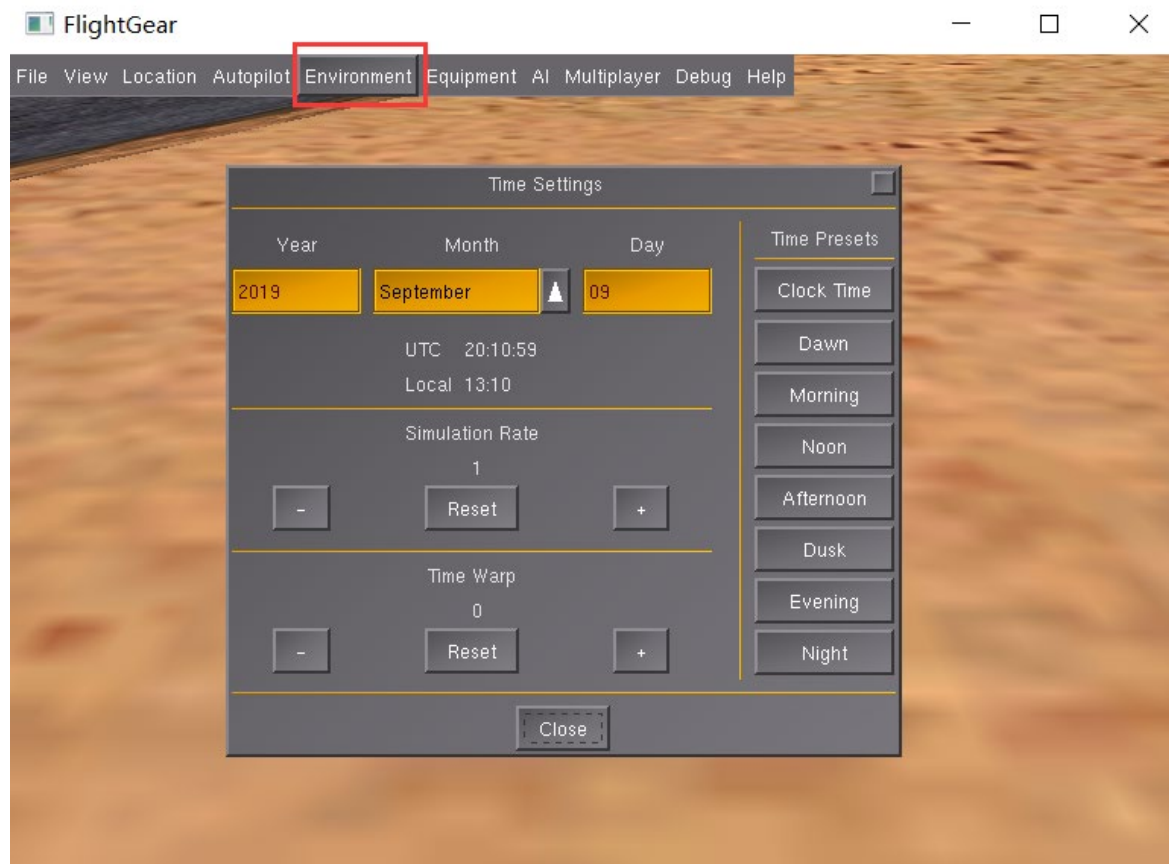 FlightGear
File View Location Autopilot Environment Equipment AI Multiplayer Debug Help
Time Settings
Year Month Day
2019 September 09
UTC 20:10:59
Local 13:10
Simulation Rate
1
- Reset +
Time Warp
0
- Reset +
Time Presets
Clock Time
Dawn
Morning
Noon
Afternoon
Dusk
Evening
Night
Close